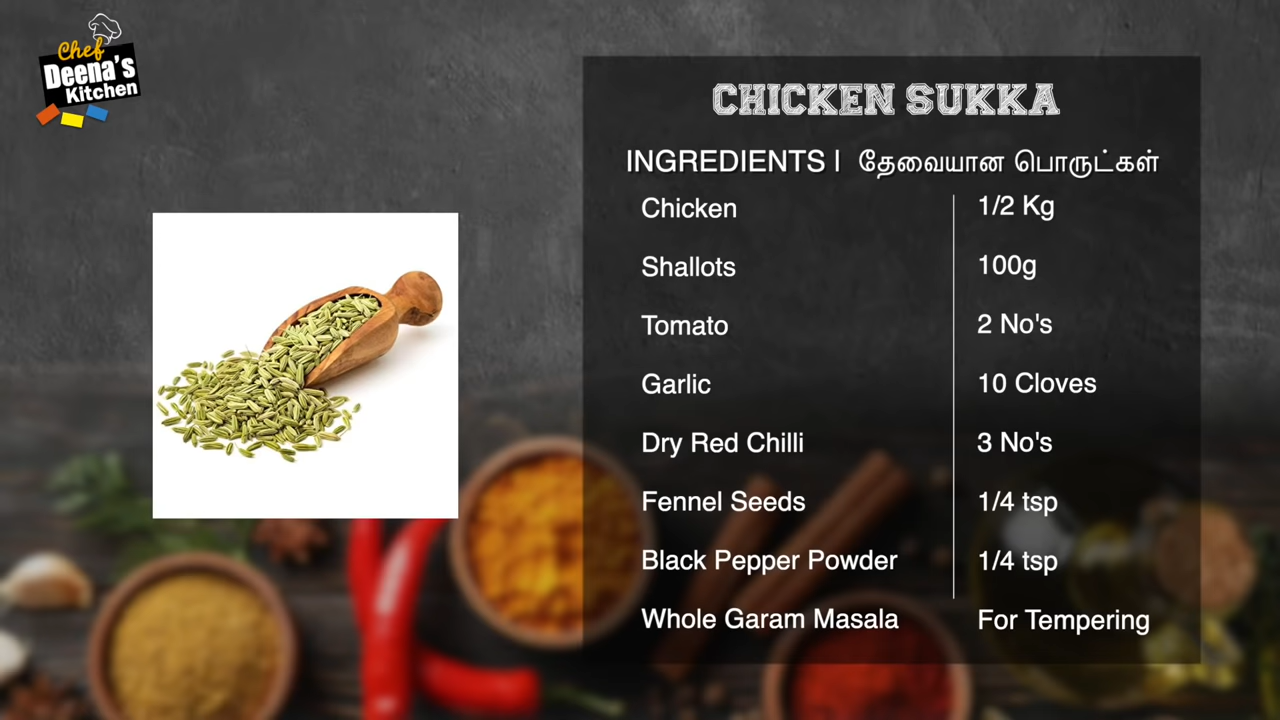 Chef
Deena's
Kitchen
CHICKEN SUKKA
INGREDIENTS | தேவையான பொருட்கள்
Chicken 1/2 Kg
Shallots 100g
Tomato 2 No's
Garlic 10 Cloves
Dry Red Chilli 3 No's
Fennel Seeds 1/4 tsp
Black Pepper Powder 1/4 tsp
Whole Garam Masala For Tempering